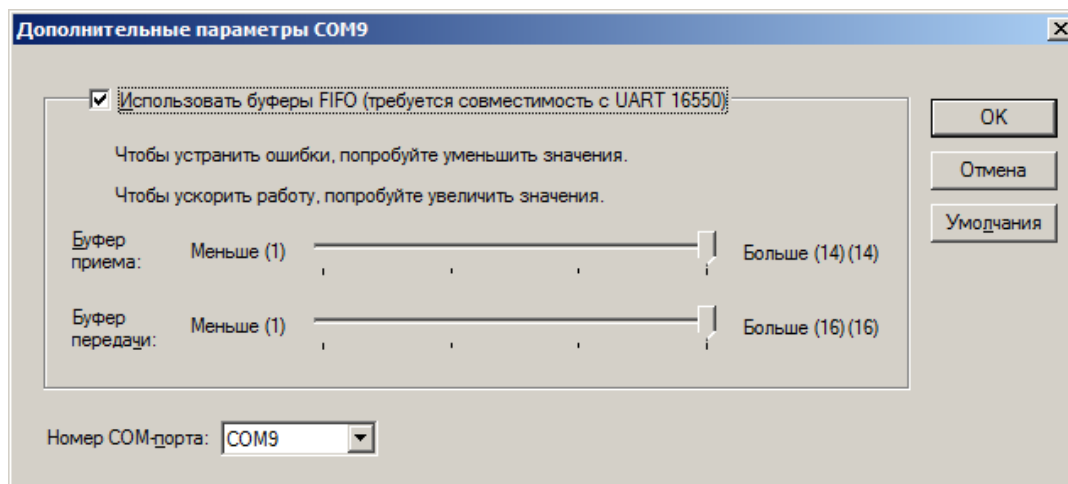 Дополнительные параметры COM9
Использовать буферы FIFO (требуется совместимость с UART 16550)
Чтобы устранить ошибки, попробуйте уменьшить значения.
Чтобы ускорить работу, попробуйте увеличить значения.
Буфер
приема:
Меньше (1)
Больше (14) (14)
Буфер
передачи:
Меньше (1)
Больше (16) (16)
Номер COM-порта:
COM9
OK
Отмена
Умолчания